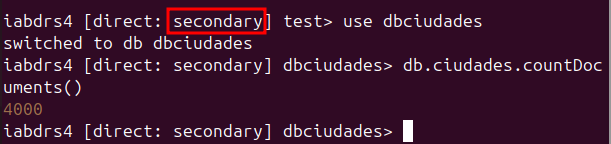 iabdrs4 [direct: secondary] test> use dbciudades
switched to db dbciudades
iabdrs4 [direct: secondary] dbciudades> db.ciudades.countDoc
uments()
4000
iabdrs4 [direct: secondary] dbciudades>